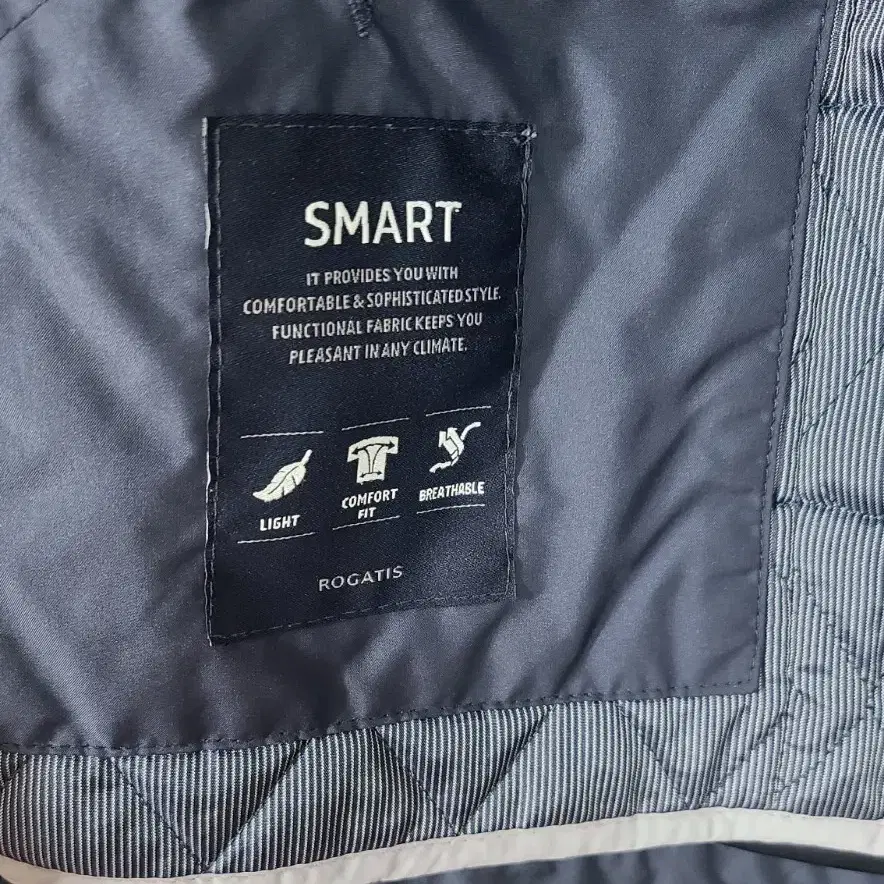 SMART
IT PROVIDES YOU WITH
COMFORTABLE & SOPHISTICATED STYLE.
FUNCTIONAL FABRIC KEEPS YOU
PLEASANT IN ANY CLIMATE.
LIGHT
COMFORT
FIT
BREATHABLE
ROGATIS